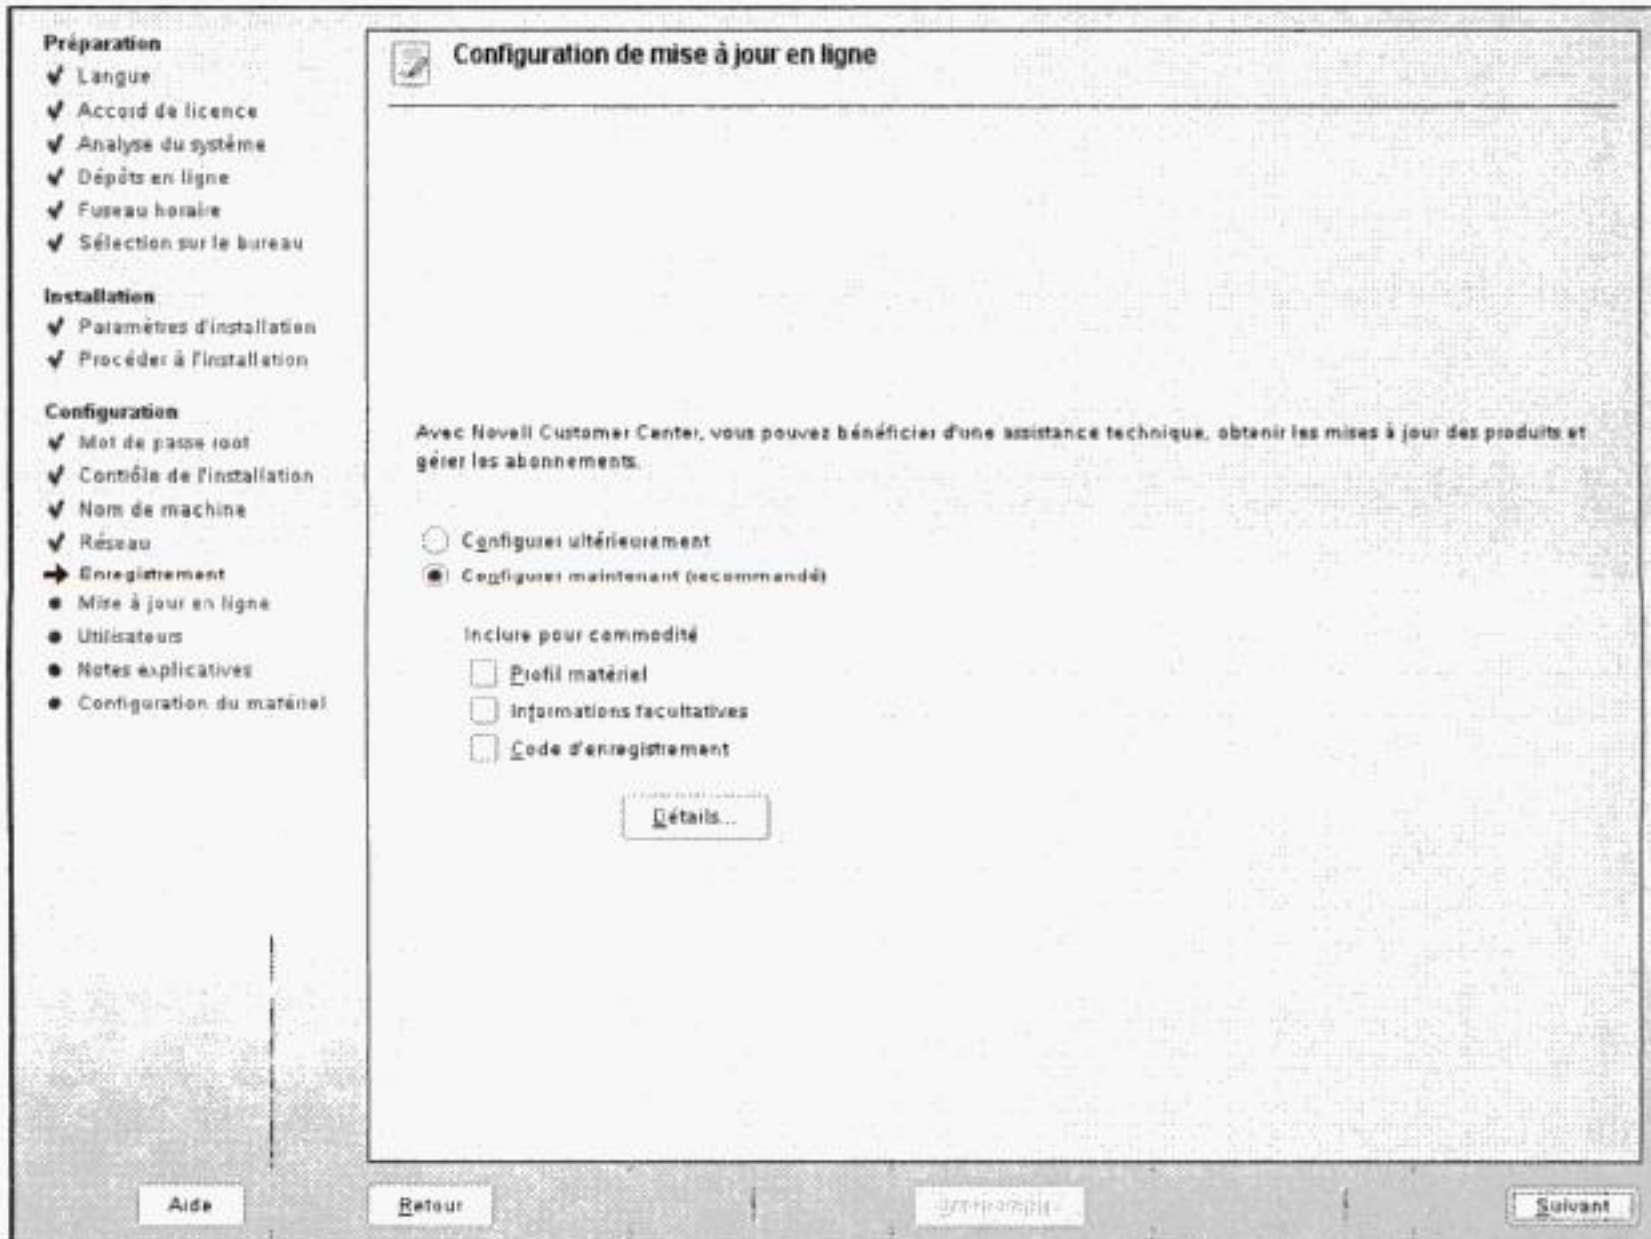 Préparation
Langue
Accord de licence
Analyse du système
Dépôts en ligne
Fuseau horaire
Sélection sur le bureau
Installation
Paramètres d'installation
Procéder à l'installation
Configuration
Mot de passe root
Contrôle de l'installation
Nom de machine
Réseau
Enregistrement
Mise à jour en ligne
Utilisateurs
Notes explicatives
Configuration du matériel
Configuration de mise à jour en ligne
Avec Novell Customer Center, vous pouvez bénéficier d'une assistance technique, obtenir les mises à jour des produits et
gérer les abonnements.
Configurer ultérieurement
Configurer maintenant (recommandé)
Inclure pour commodité
Profil matériel
Informations facultatives
Code d'enregistrement
Détails...
Aide
Retour
Suivant